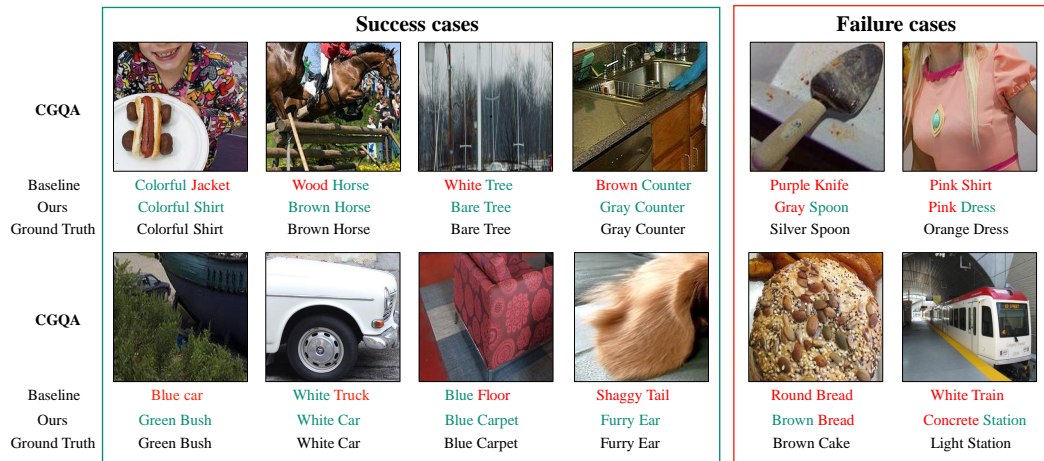 Success cases Failure cases
CGQA
Baseline Colorful Jacket Wood Horse White Tree Brown Counter Purple Knife Pink Shirt
Ours Colorful Shirt Brown Horse Bare Tree Gray Counter Gray Spoon Pink Dress
Ground Truth Colorful Shirt Brown Horse Bare Tree Gray Counter Silver Spoon Orange Dress
CGQA
Baseline Blue car White Truck Blue Floor Shaggy Tail Round Bread White Train
Ours Green Bush White Car Blue Carpet Furry Ear Brown Bread Concrete Station
Ground Truth Green Bush White Car Blue Carpet Furry Ear Brown Cake Light Station